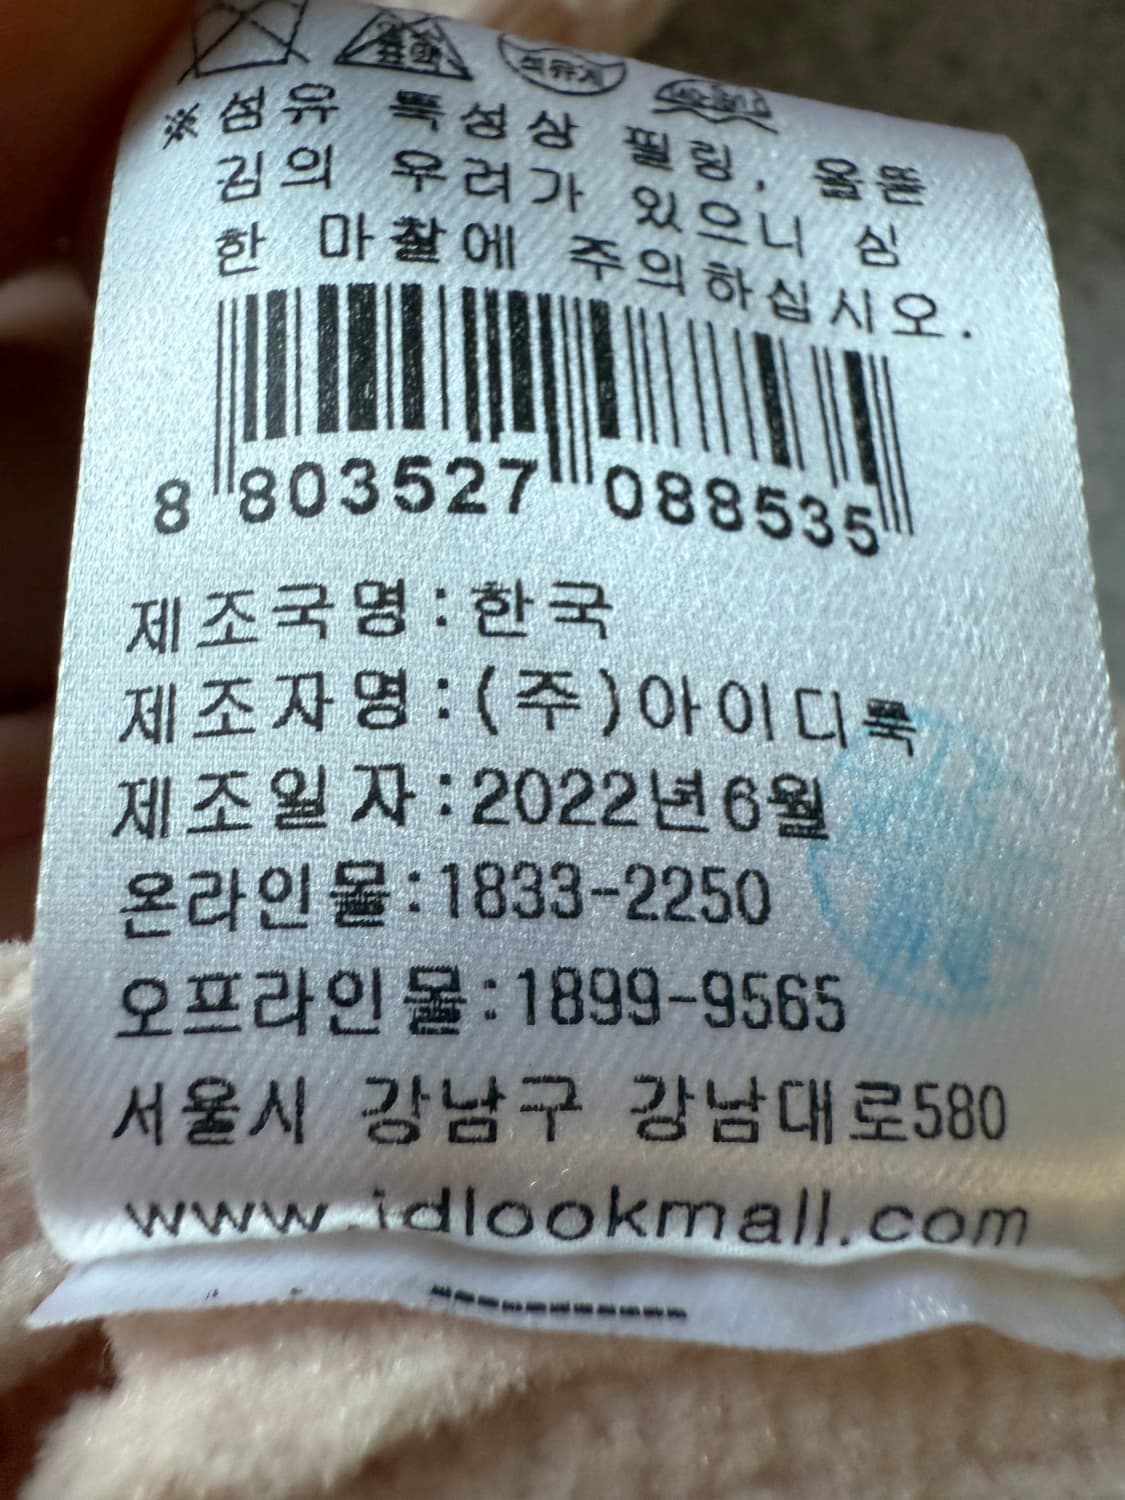 ※섬유 특성상 필링, 올뜯
김의 우려가 있으니 심
한 마찰에 주의하십시오.
8 803527 088535
제조국명:한국
제조자명:(주)아이디룩
제조일자:2022년6월
온라인몰:1833-2250
오프라인몰:1899-9565
서울시 강남구 강남대로580
www.idlookmall.com